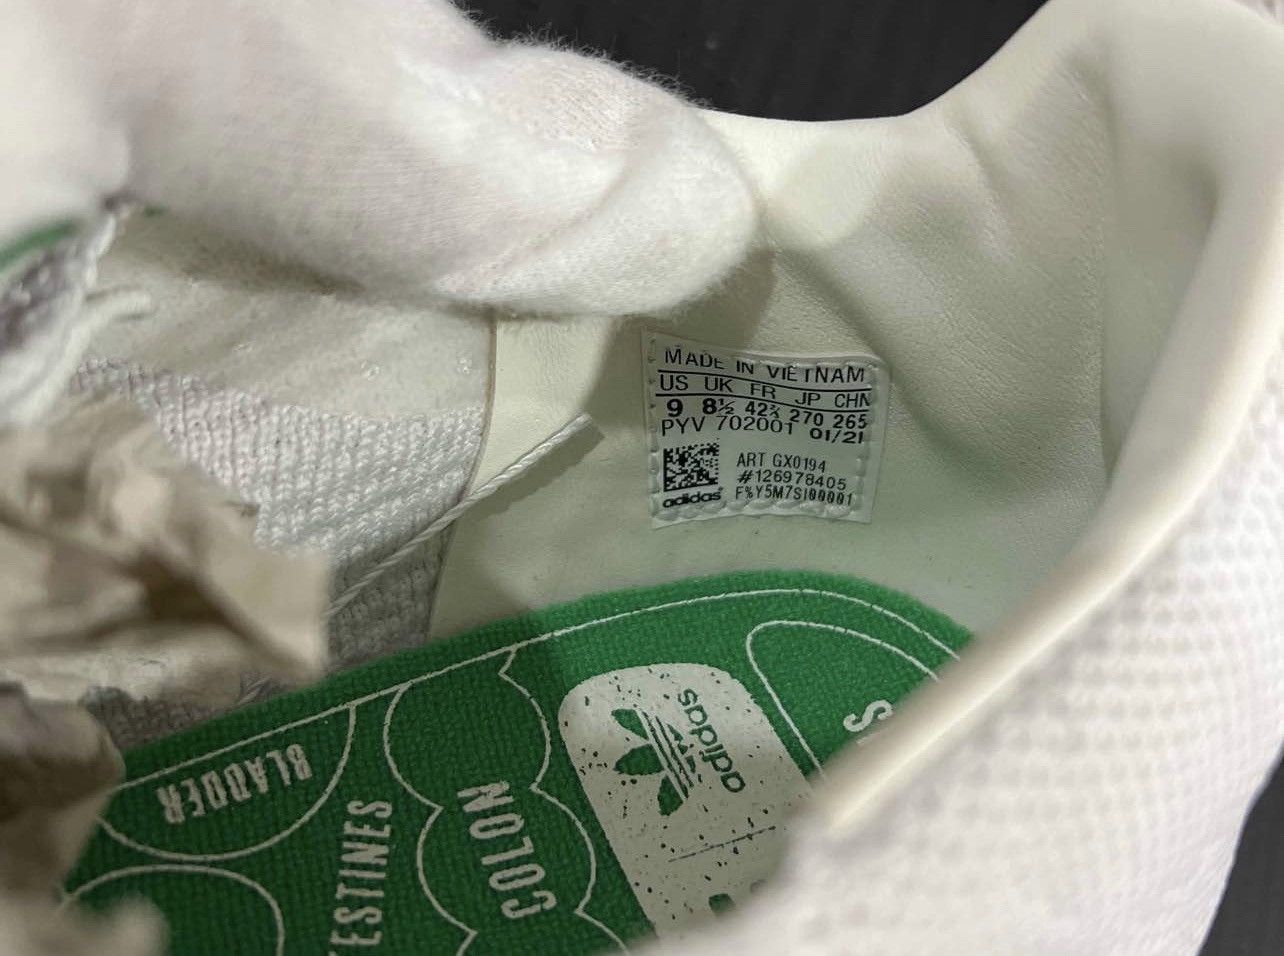 MADE IN VIETNAM
US UK FR JP CHN
9 8½ 42⅔ 270 265
PYV 702001 01/21
ART GX0194
#126978405
F%Y5M7SI00001
adidas
adidas
BLADDER
COLON